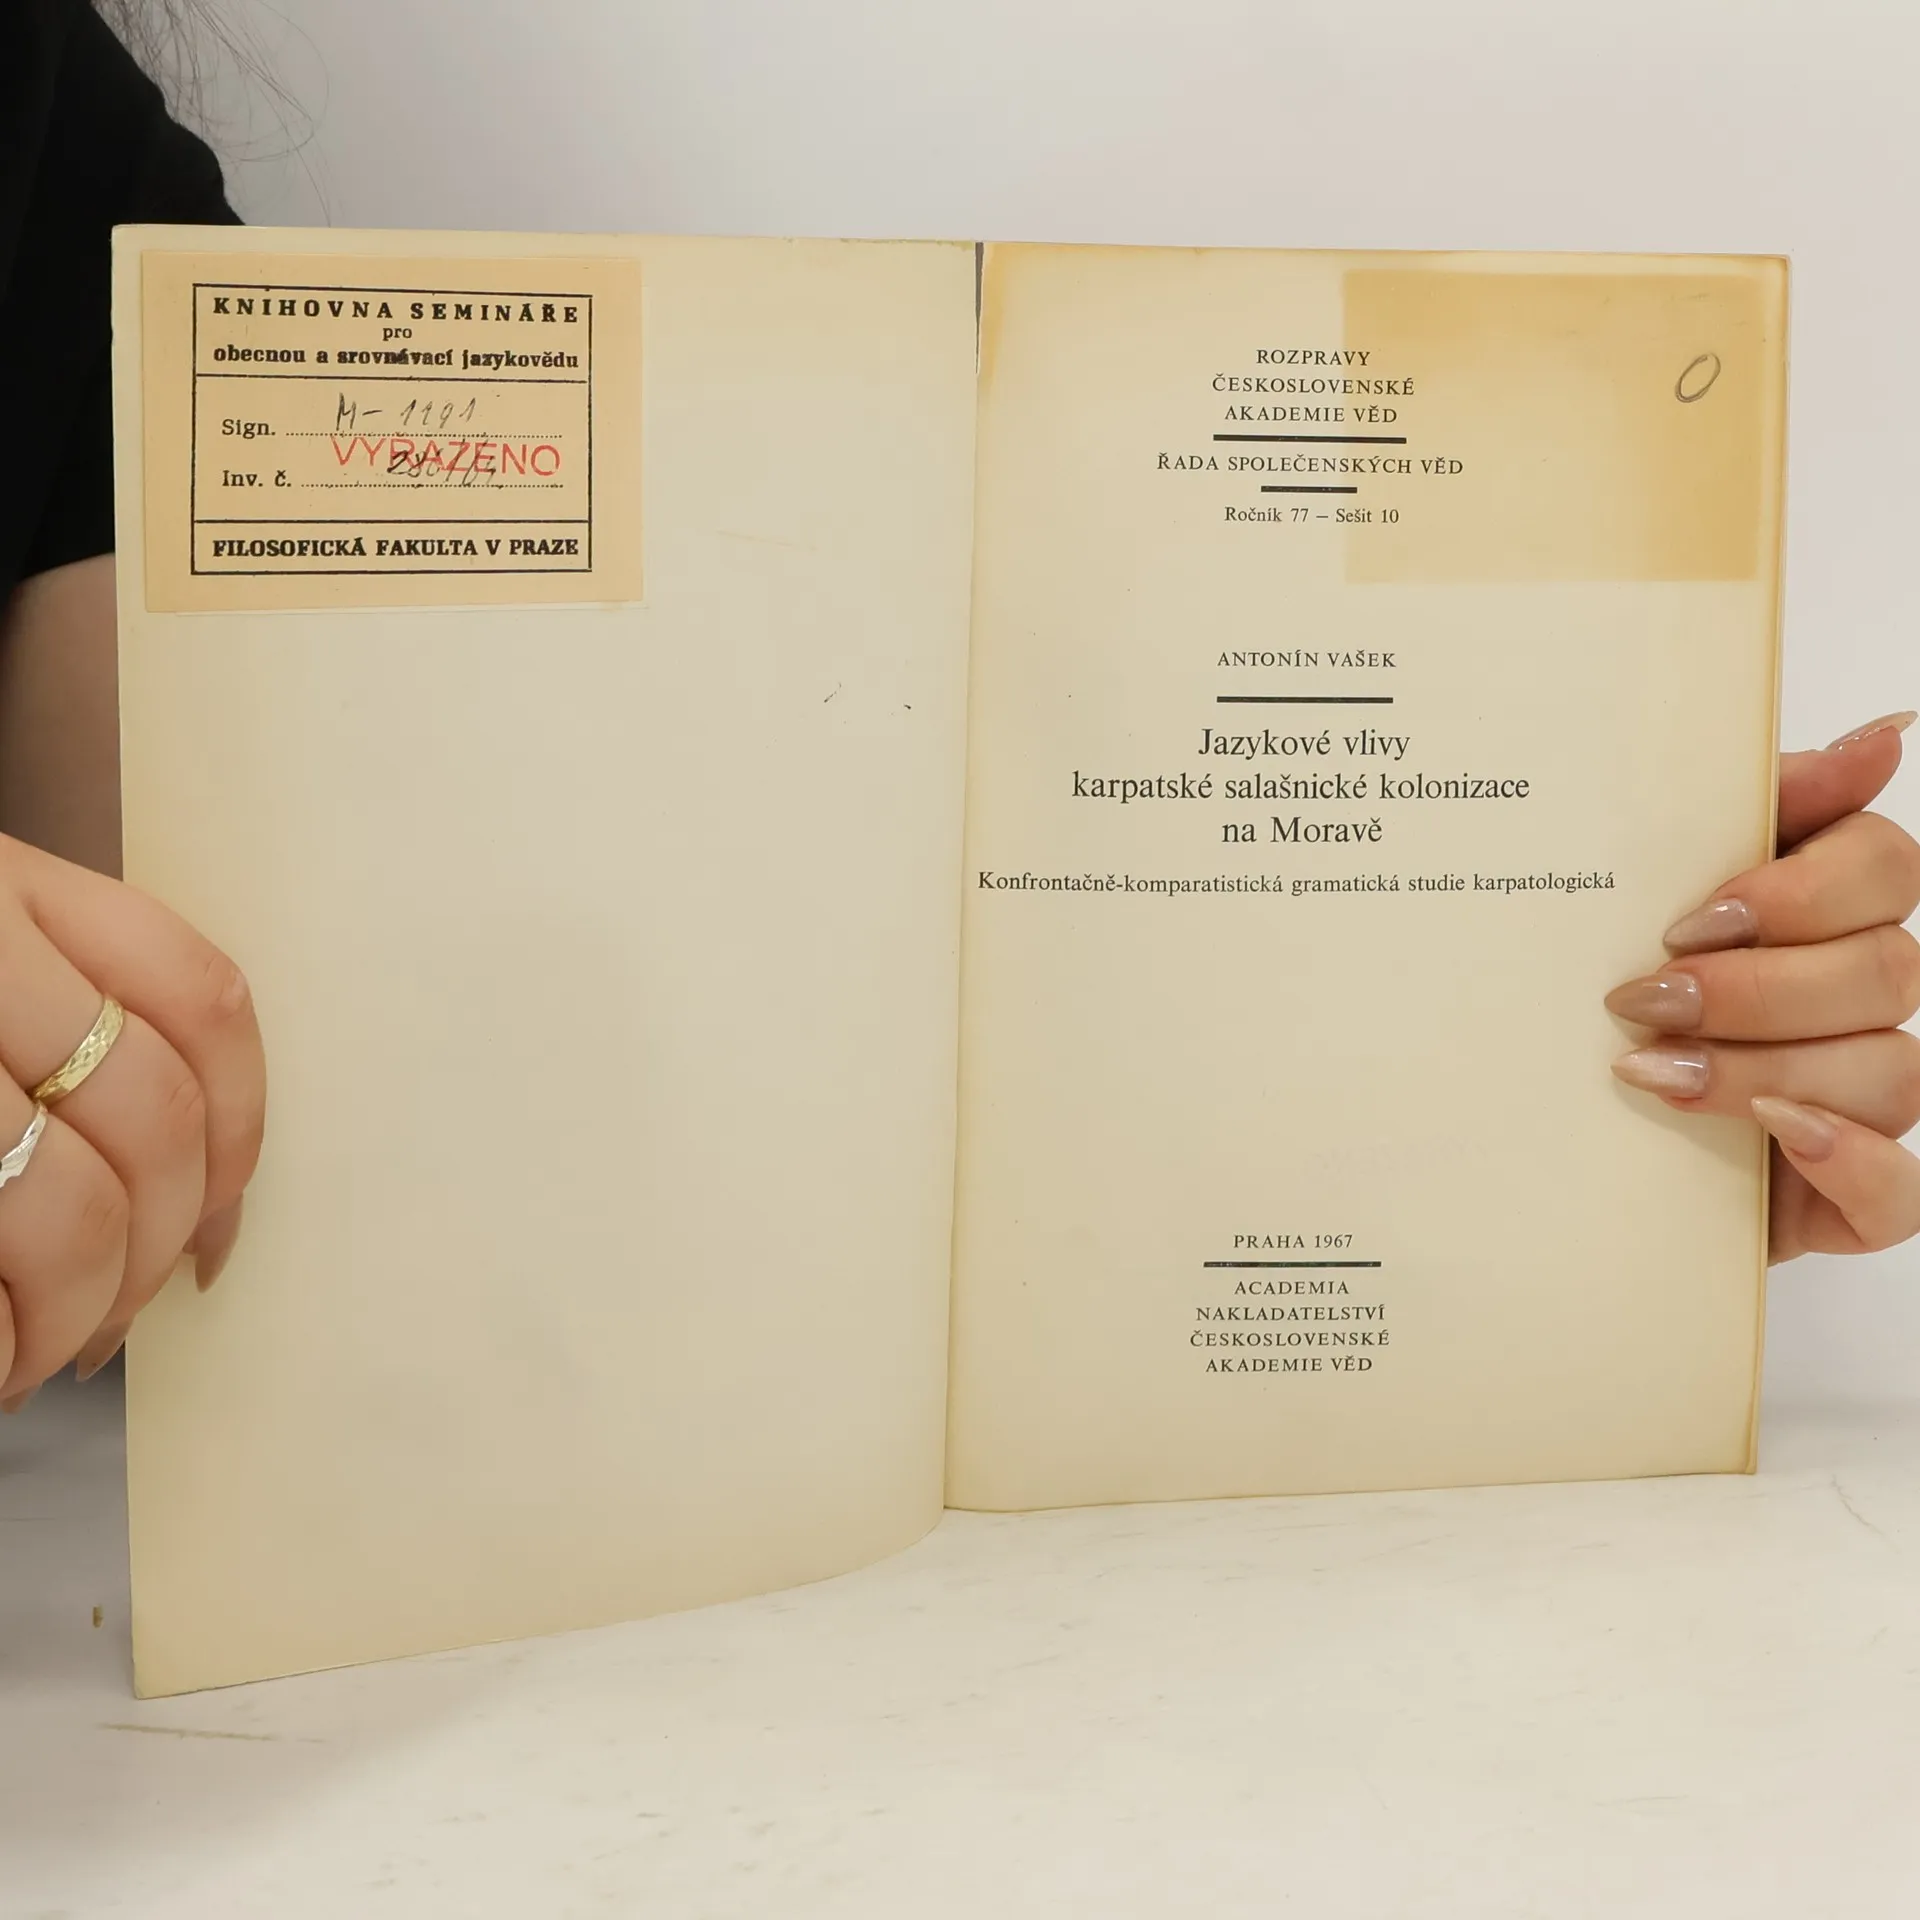 KNIHOVNA SEMINÁŘE
pro
obecnou a srovnávací jazykovědu
Sign. M- 1191
VYŘAZENO
Inv. č.
FILOSOFICKÁ FAKULTA V PRAZE
ROZPRAVY
ČESKOSLOVENSKÉ
AKADEMIE VĚD
ŘADA SPOLEČENSKÝCH VĚD
Ročník 77 – Sešit 10
ANTONÍN VAŠEK
Jazykové vlivy
karpatské salašnické kolonizace
na Moravě
Konfrontačně-komparatistická gramatická studie karpatologická
PRAHA 1967
ACADEMIA
NAKLADATELSTVÍ
ČESKOSLOVENSKÉ
AKADEMIE VĚD